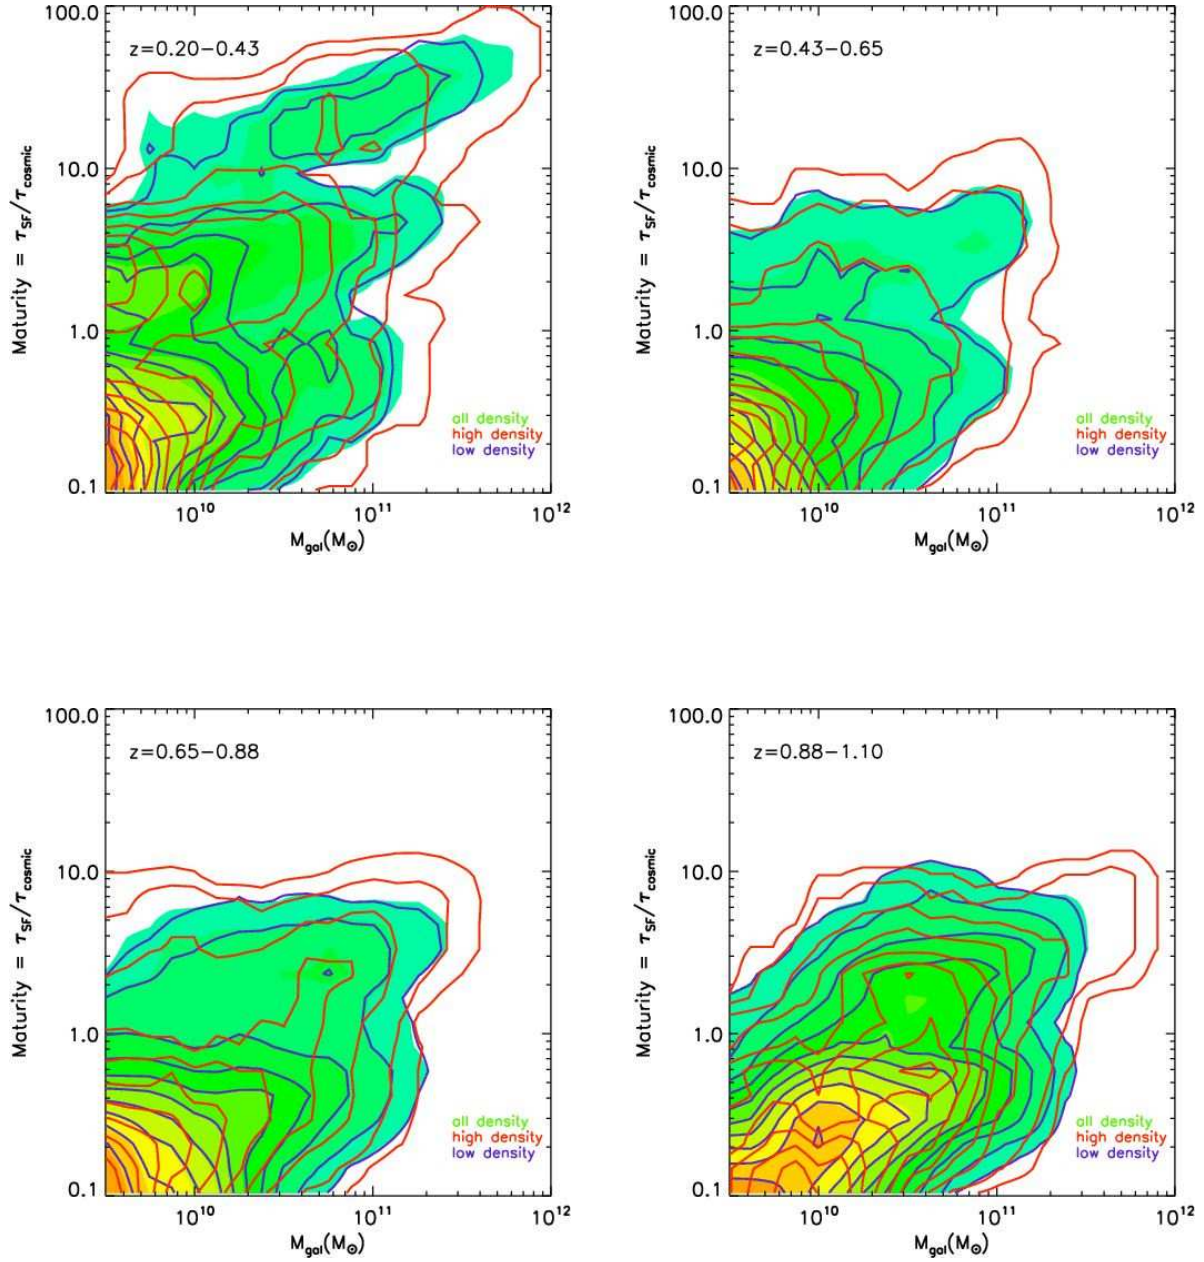 z=0.20−0.43
100.0
10.0
1.0
0.1
Maturity = τSF/τcosmic
10^10
10^11
10^12
Mgal(M⊙)
all density
high density
low density
z=0.43−0.65
100.0
10.0
1.0
0.1
Maturity = τSF/τcosmic
10^10
10^11
10^12
Mgal(M⊙)
all density
high density
low density
z=0.65−0.88
100.0
10.0
1.0
0.1
Maturity = τSF/τcosmic
10^10
10^11
10^12
Mgal(M⊙)
all density
high density
low density
z=0.88−1.10
100.0
10.0
1.0
0.1
Maturity = τSF/τcosmic
10^10
10^11
10^12
Mgal(M⊙)
all density
high density
low density